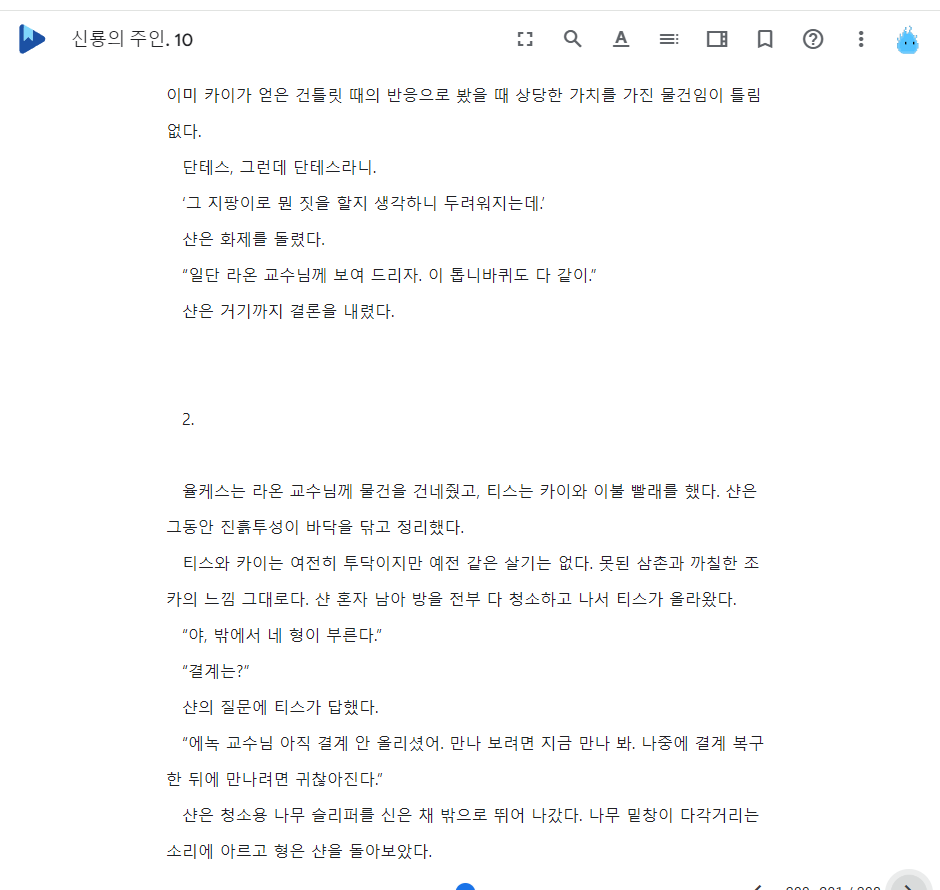 신룡의 주인. 10
이미 카이가 얻은 건틀릿 때의 반응으로 봤을 때 상당한 가치를 가진 물건임이 틀림
없다.
단테스, 그런데 단테스라니.
‘그 지팡이로 뭔 짓을 할지 생각하니 두려워지는데.’
샨은 화제를 돌렸다.
“일단 라온 교수님께 보여 드리자. 이 톱니바퀴도 다 같이.”
샨은 거기까지 결론을 내렸다.
2.
율케스는 라온 교수님께 물건을 건네줬고, 티스는 카이와 이불 빨래를 했다. 샨은
그동안 진흙투성이 바닥을 닦고 정리했다.
티스와 카이는 여전히 투닥이지만 예전 같은 살기는 없다. 못된 삼촌과 까칠한 조
카의 느낌 그대로다. 샨 혼자 남아 방을 전부 다 청소하고 나서 티스가 올라왔다.
“야, 밖에서 네 형이 부른다.”
“결계는?”
샨의 질문에 티스가 답했다.
“에녹 교수님 아직 결계 안 올리셨어. 만나 보려면 지금 만나 봐. 나중에 결계 복구
한 뒤에 만나려면 귀찮아진다.”
샨은 청소용 나무 슬리퍼를 신은 채 밖으로 뛰어 나갔다. 나무 밑창이 다각거리는
소리에 아르고 형은 샨을 돌아보았다.